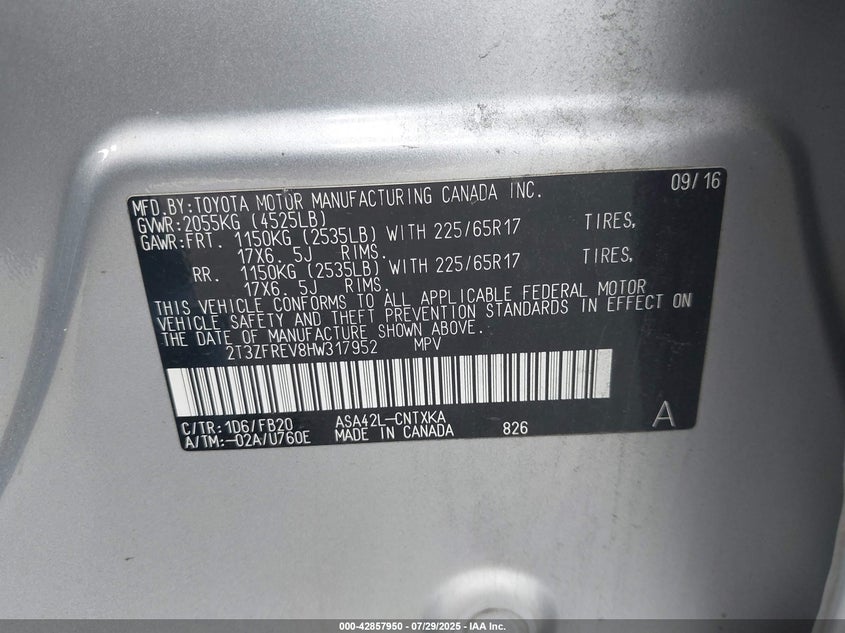 MFD.BY:TOYOTA MOTOR MANUFACTURING CANADA INC. 09/16
GVWR:2055KG (4525LB)
GAWR:FRT. 1150KG (2535LB) WITH 225/65R17 TIRES,
17X6. 5J RIMS.
RR. 1150KG (2535LB) WITH 225/65R17 TIRES,
17X6. 5J RIMS.
THIS VEHICLE CONFORMS TO ALL APPLICABLE FEDERAL MOTOR
VEHICLE SAFETY AND THEFT PREVENTION STANDARDS IN EFFECT ON
THE DATE OF MANUFACTURE SHOWN ABOVE.
2T3ZFREV8HW317952 MPV
C/TR:1D6/FB20 ASA42L-CNTXKA A
A/TM:-02A/U760E MADE IN CANADA 826
000-42857950 - 07/29/2025 - IAA Inc.